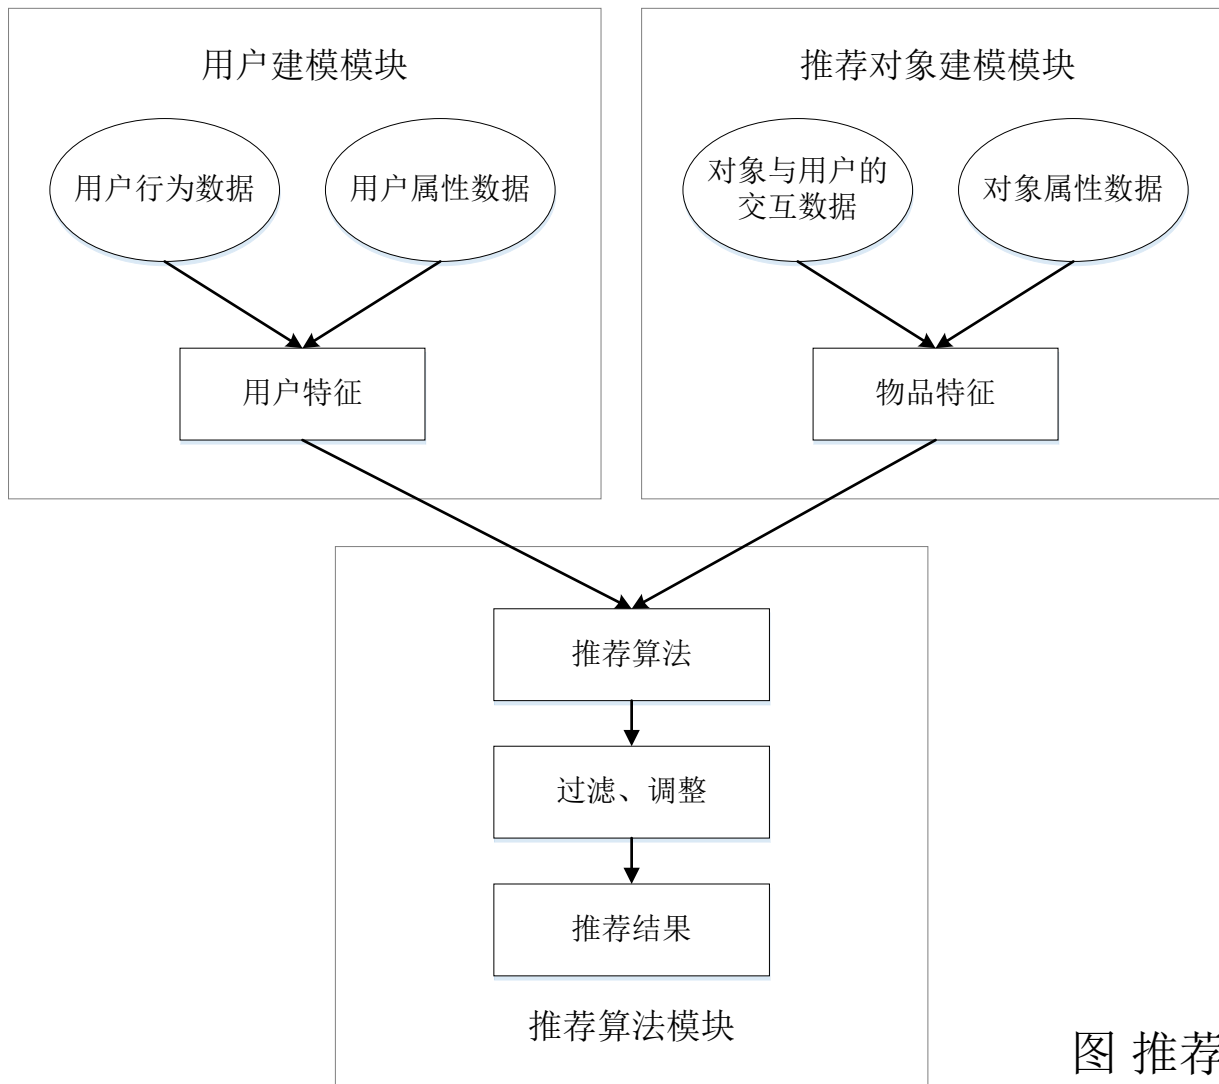 用户建模模块
推荐对象建模模块
用户行为数据
用户属性数据
对象与用户的
交互数据
对象属性数据
用户特征
物品特征
推荐算法
过滤、调整
推荐结果
推荐算法模块
图 推荐